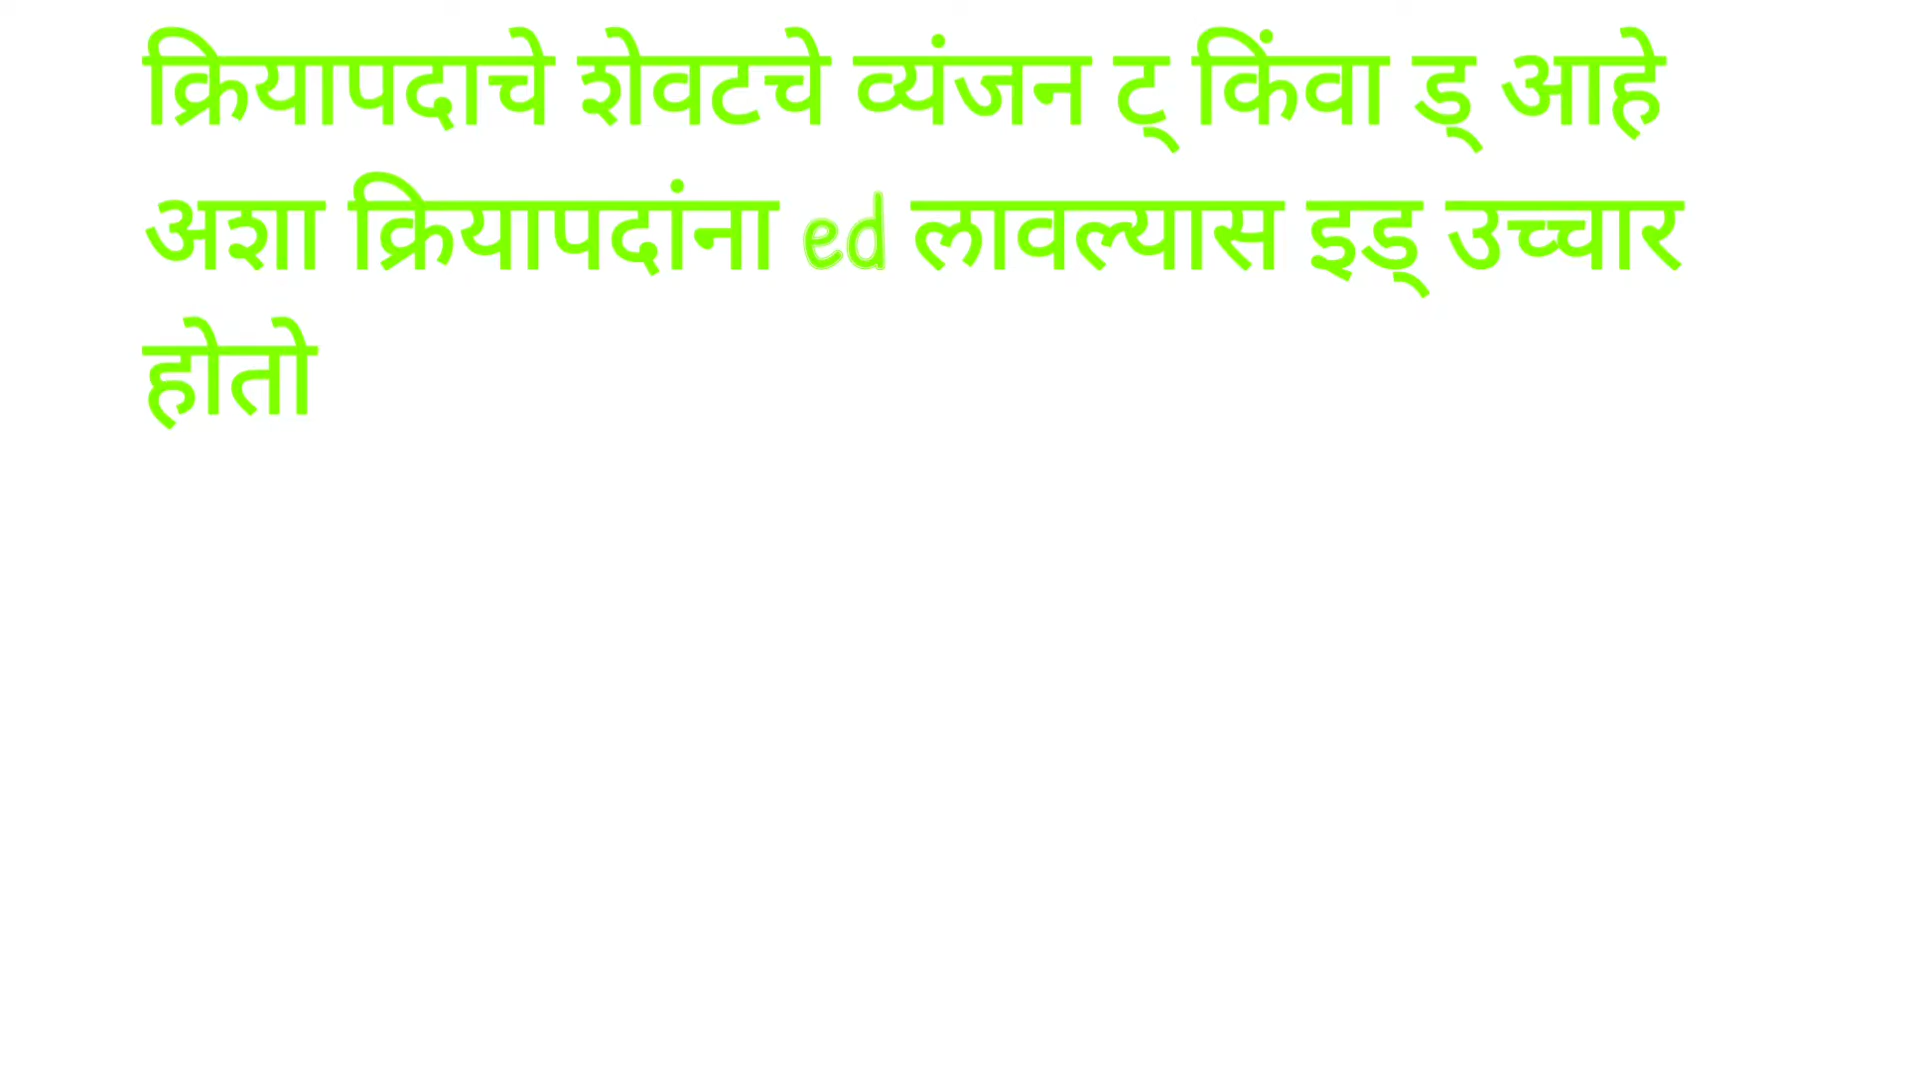 क्रियापदाचे शेवटचे व्यंजन ट् किंवा ड् आहे
अशा क्रियापदांना ed लावल्यास इड् उच्चार
होतो